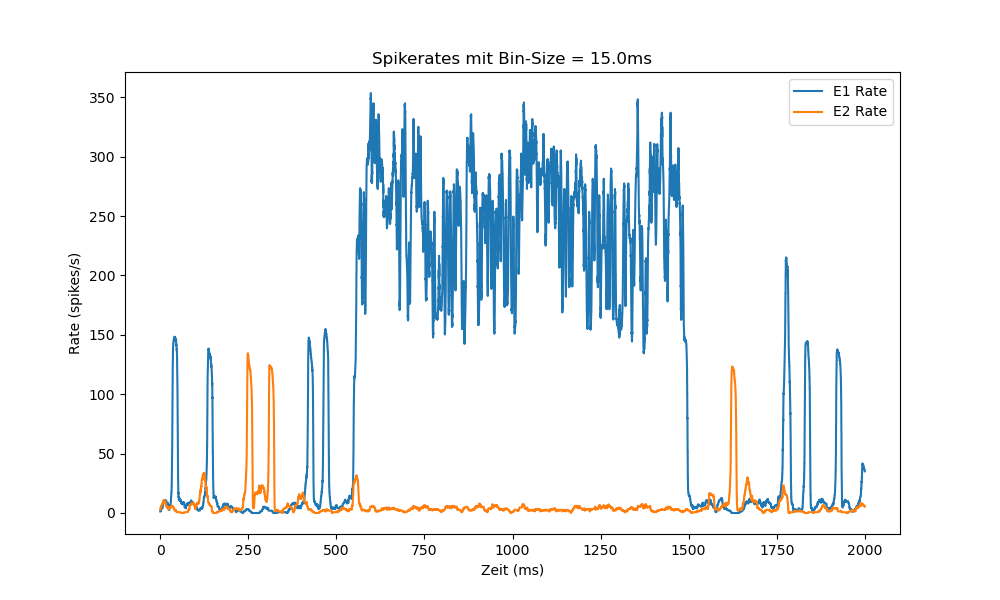 Spikerates mit Bin-Size = 15.0ms
E1 Rate
E2 Rate
350
300
250
200
150
100
50
0
Rate (spikes/s)
0 250 500 750 1000 1250 1500 1750 2000
Zeit (ms)